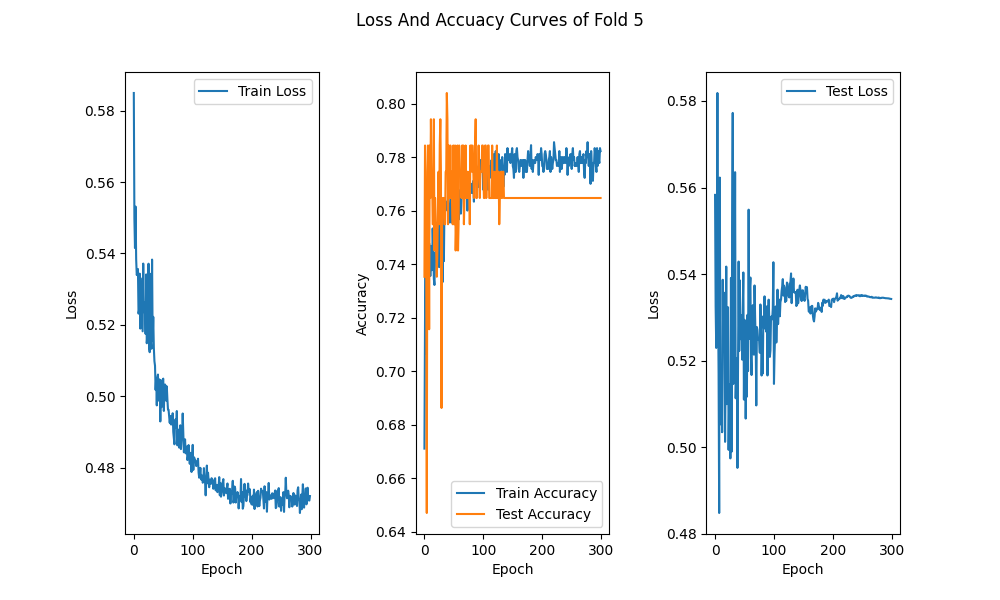 Loss And Accuacy Curves of Fold 5
Train Loss
0.58
0.56
0.54
0.52
0.50
0.48
Loss
0 100 200 300
Epoch
0.80
0.78
0.76
0.74
0.72
0.70
0.68
0.66
0.64
Accuracy
Train Accuracy
Test Accuracy
0 100 200 300
Epoch
Test Loss
0.58
0.56
0.54
0.52
0.50
0.48
Loss
0 100 200 300
Epoch